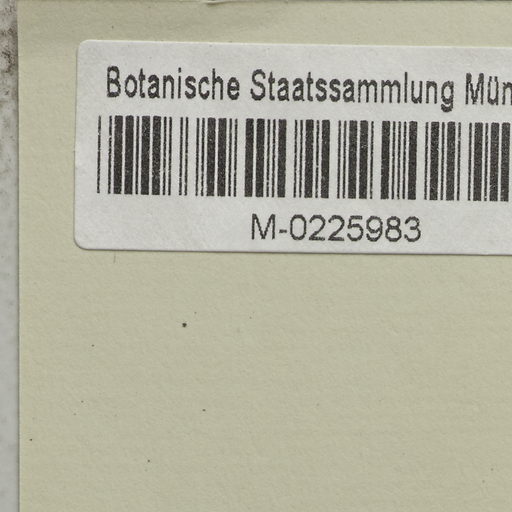 Botanische Staatssammlung Mün
M-0225983